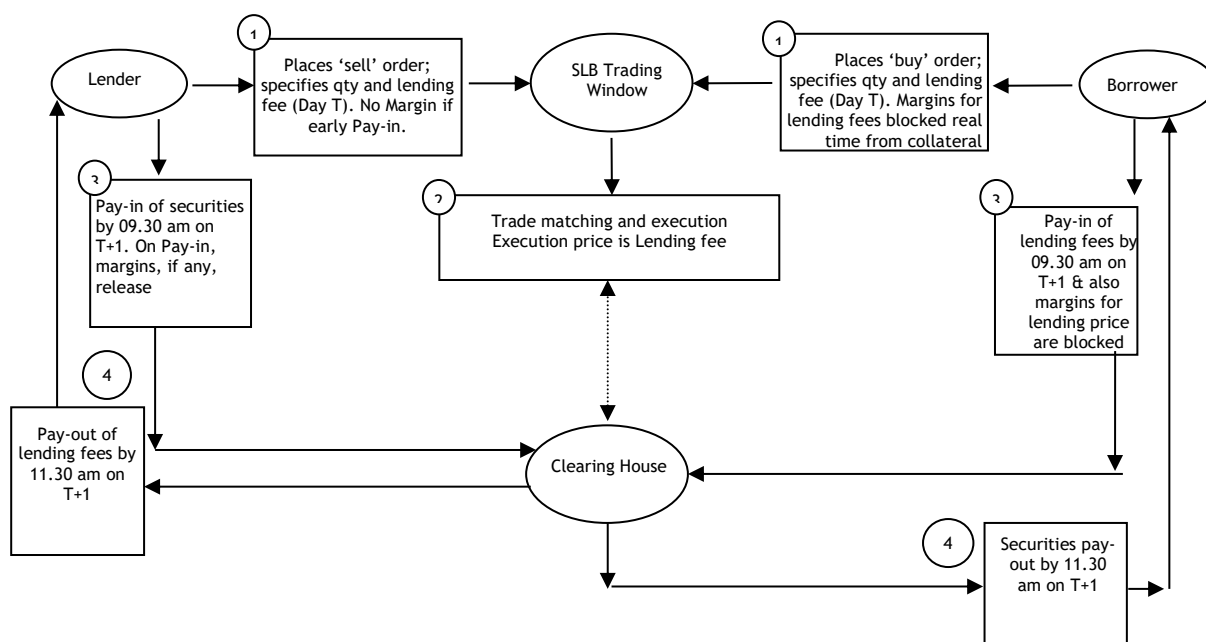 1
Lender
Places ‘sell’ order;
specifies qty and lending
fee (Day T). No Margin if
early Pay-in.
SLB Trading
Window
1
Places ‘buy’ order;
specifies qty and lending
fee (Day T). Margins for
lending fees blocked real
time from collateral
Borrower
3
Pay-in of securities
by 09.30 am on
T+1. On Pay-in,
margins, if any,
release
2
Trade matching and execution
Execution price is Lending fee
3
Pay-in of
lending fees by
09.30 am on
T+1 & also
margins for
lending price
are blocked
4
Pay-out of
lending fees by
11.30 am on
T+1
Clearing House
4
Securities pay-
out by 11.30
am on T+1